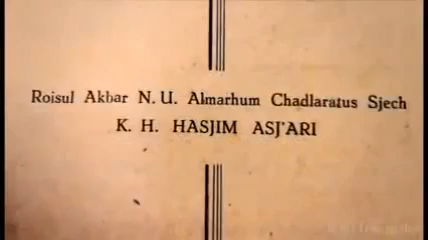 Roisul Akbar N. U. Almarhum Chadlaratus Sjech
K. H. HASJIM ASJ'ARI